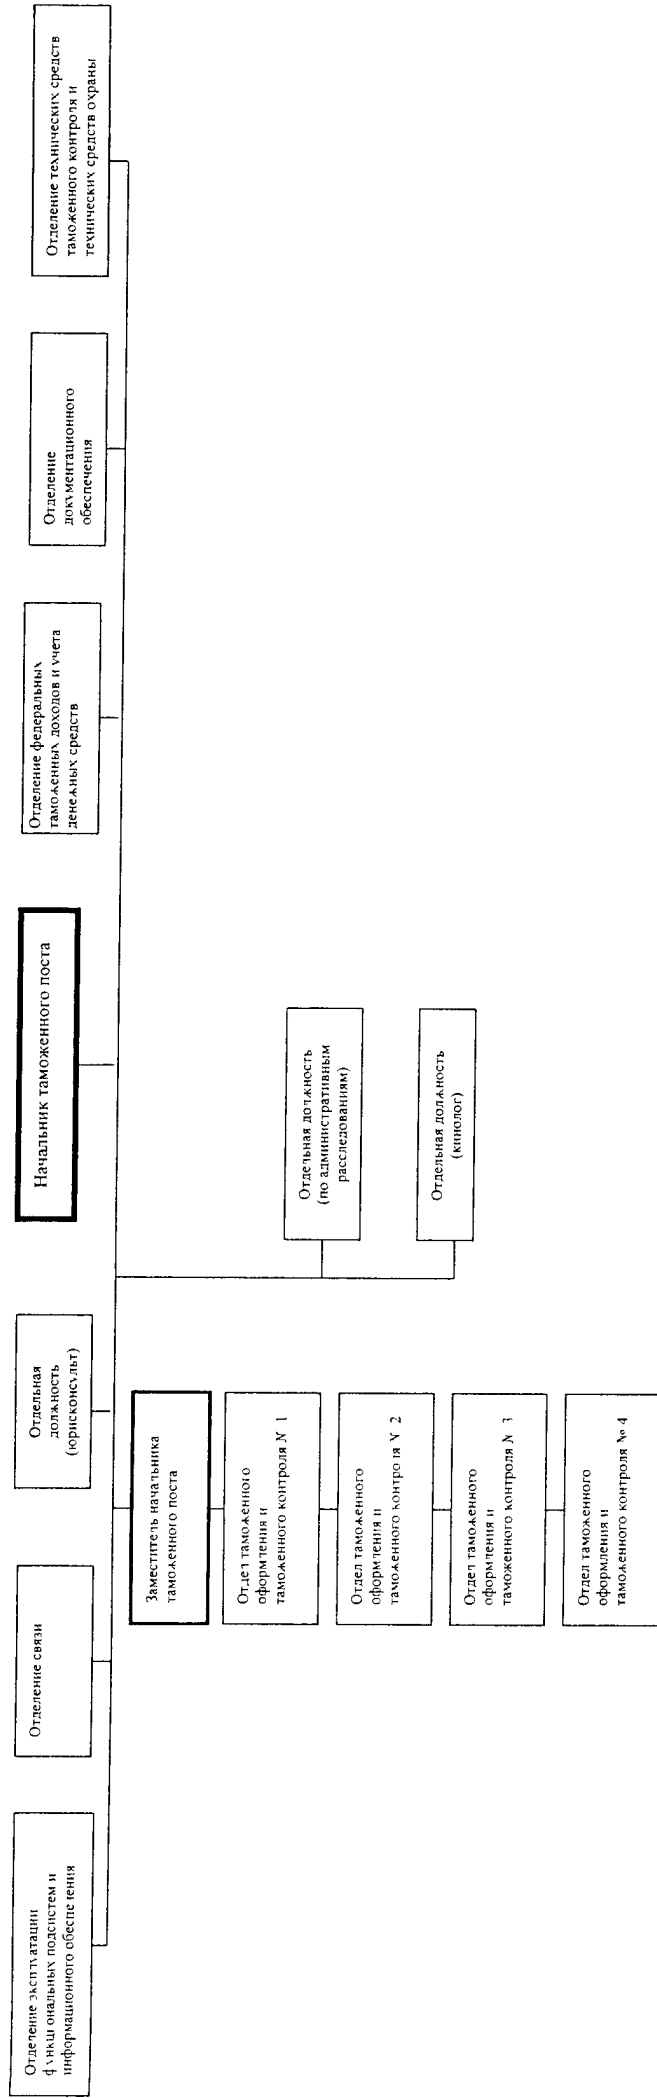 Начальник таможенного поста
Отделение эксплуатации
функциональных подсистем и
информационного обеспечения
Отделение связи
Отдельная
должность
(юрисконсульт)
Отделение федеральных
таможенных доходов и учета
денежных средств
Отделение
документационного
обеспечения
Отделение технических средств
таможенного контроля и
технических средств охраны
Заместитель начальника
таможенного поста
Отдел таможенного
оформления и
таможенного контроля № 1
Отдел таможенного
оформления и
таможенного контроля № 2
Отдел таможенного
оформления и
таможенного контроля № 3
Отдел таможенного
оформления и
таможенного контроля № 4
Отдельная должность
(по административным
расследованиям)
Отдельная должность
(кинолог)